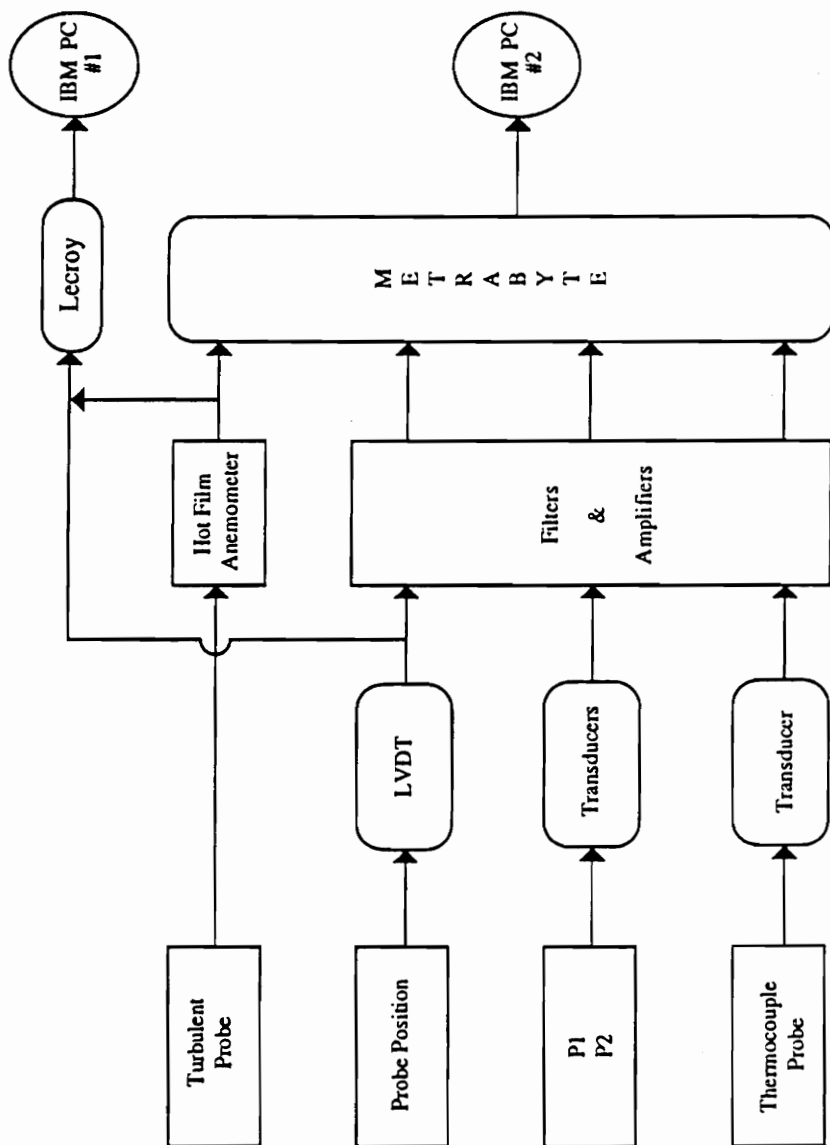 Turbulent
Probe
Probe Position
P1
P2
Thermocouple
Probe
LVDT
Transducers
Transducer
Hot Film
Anemometer
Filters
&
Amplifiers
Lecroy
M
E
T
R
A
B
Y
T
E
IBM PC
#1
IBM PC
#2